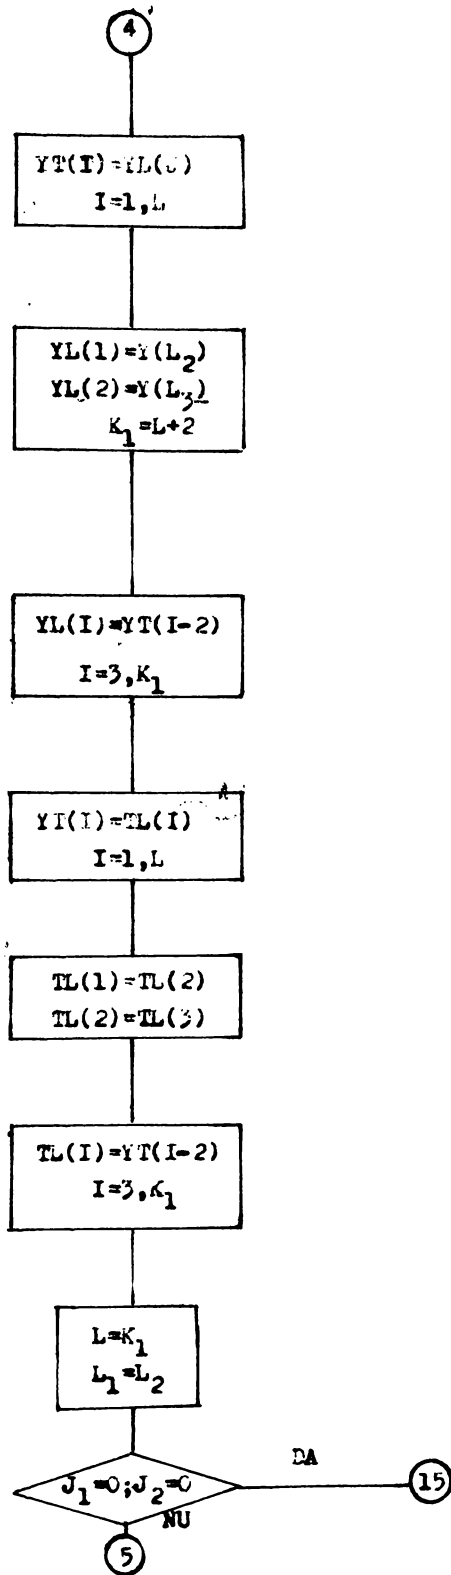 4
YT(I)=YL(J)
I=1,L
YL(1)=Y(L₂)
YL(2)=Y(L₃)
K₁=L+2
YL(I)=YT(I-2)
I=3,K₁
YT(I)=TL(I)
I=1,L
TL(1)=TL(2)
TL(2)=TL(3)
TL(I)=YT(I-2)
I=3,K₁
L=K₁
L₁=L₂
J₁=0;J₂=0
DA
15
NU
5